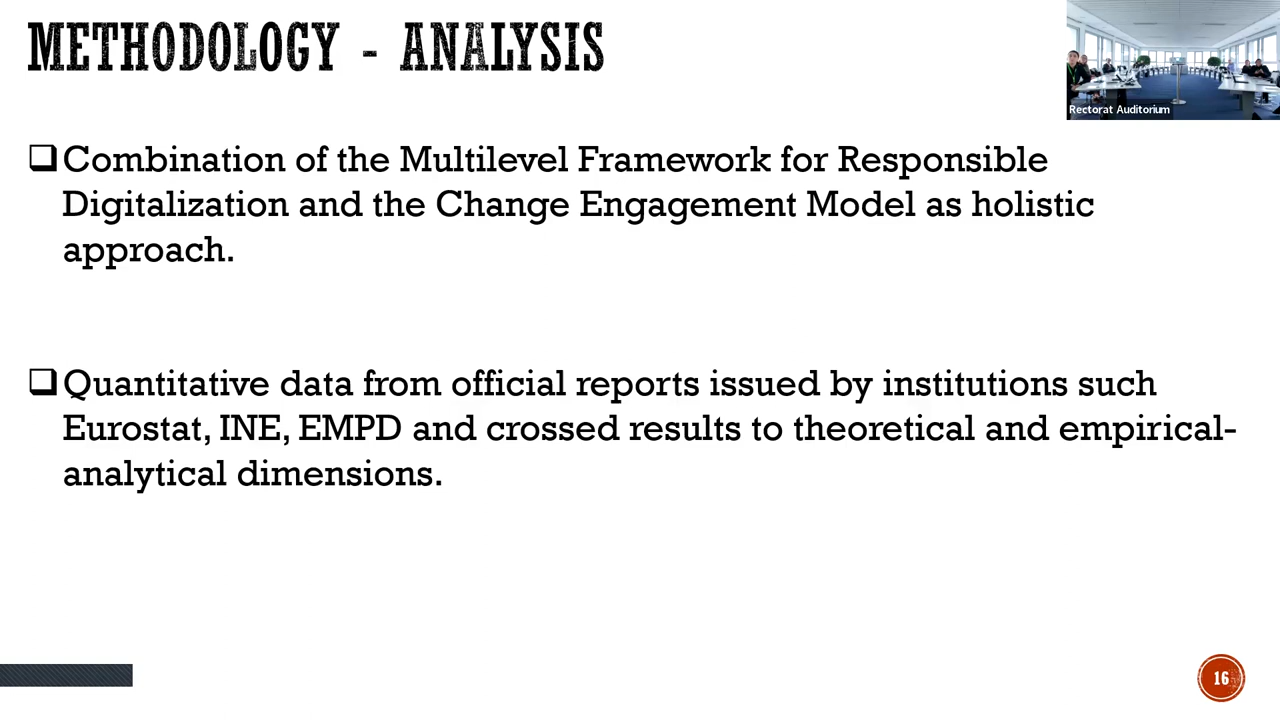 METHODOLOGY - ANALYSIS
Rectorat Auditorium
Combination of the Multilevel Framework for Responsible
Digitalization and the Change Engagement Model as holistic
approach.
Quantitative data from official reports issued by institutions such
Eurostat, INE, EMPD and crossed results to theoretical and empirical-
analytical dimensions.
16